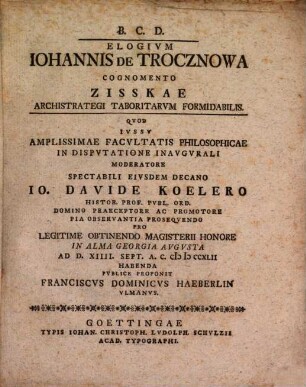 B. C. D.
ELOGIVM
IOHANNIS DE TROCZNOWA
COGNOMENTO
ZISSKAE
ARCHISTRATEGI TABORITARVM FORMIDABILIS.
QVOD
IVSSV
AMPLISSIMAE FACVLTATIS PHILOSOPHICAE
IN DISPVTATIONE INAVGVRALI
MODERATORE
SPECTABILI EIVSDEM DECANO
IO. DAVIDE KOELERO
HISTOR. PROF. PVBL. ORD.
DOMINO PRAECEPTORE AC PROMOTORE
PIA OBSERVANTIA PROSEQVENDO
PRO
LEGITIME OBTINENDO MAGISTERII HONORE
IN ALMA GEORGIA AVGVSTA
AD D. XIIII. SEPT. A. C. CIƆ IƆ CCXLII
HABENDA
PVBLICE PROPONIT
FRANCISCVS DOMINICVS HAEBERLIN
VLMANVS.
GOETTINGAE
TYPIS IOHAN. CHRISTOPH. LVDOLPH. SCHVLZII.
ACAD. TYPOGRAPHI.